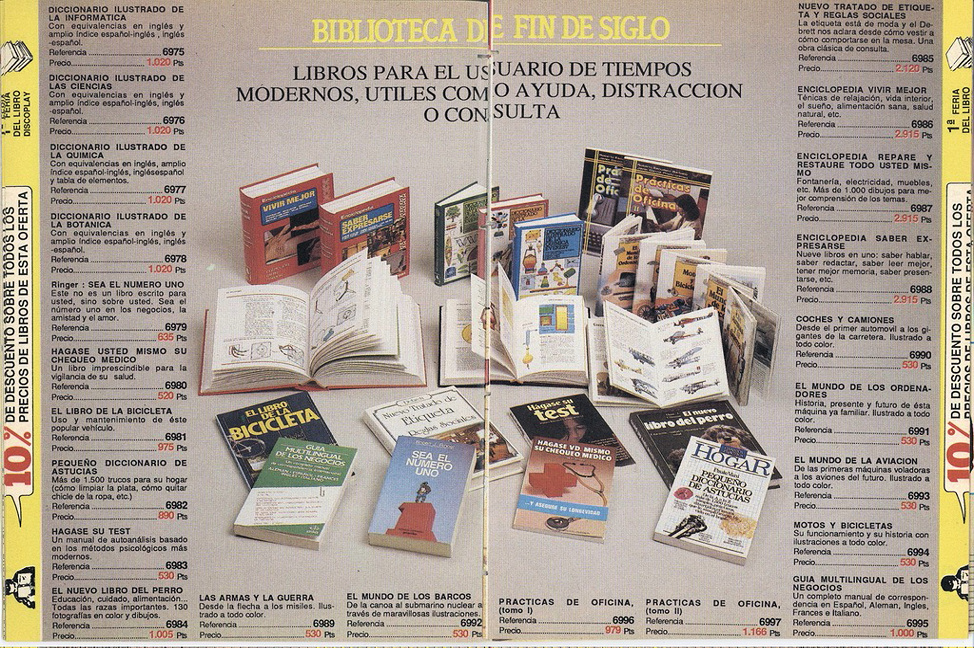 DICCIONARIO ILUSTRADO DE
LA INFORMATICA
Con equivalencias en inglés y
amplio índice español-inglés , inglés
-español.
Referencia 6975
Precio 1.020 Pts
DICCIONARIO ILUSTRADO DE
LAS CIENCIAS
Con equivalencias en inglés y
amplio índice español-inglés, inglés
-español.
Referencia 6976
Precio 1.020 Pts
DICCIONARIO ILUSTRADO DE
LA QUIMICA
Con equivalencias en inglés, amplio
índice español-inglés, inglésespañol
y tabla de elementos.
Referencia 6977
Precio 1.020 Pts
DICCIONARIO ILUSTRADO DE
LA BOTANICA
Con equivalencias en inglés y
amplio índice español-inglés, inglés
-español.
Referencia 6978
Precio 1.020 Pts
Ringer : SEA EL NUMERO UNO
Este no es un libro escrito para
usted, sino sobre usted. Sea el
número uno en los negocios, la
amistad y el amor.
Referencia 6979
Precio 635 Pts
HAGASE USTED MISMO SU
CHEQUEO MEDICO
Un libro imprescindible para la
vigilancia de su salud.
Referencia 6980
Precio 520 Pts
EL LIBRO DE LA BICICLETA
Uso y mantenimiento de éste
popular vehículo.
Referencia 6981
Precio 975 Pts
PEQUEÑO DICCIONARIO DE
ASTUCIAS
Más de 1.500 trucos para su hogar
(cómo limpiar la plata, cómo quitar
chicle de la ropa, etc.)
Referencia 6982
Precio 890 Pts
HAGASE SU TEST
Un manual de autoanálisis basado
en los métodos psicológicos más
modernos.
Referencia 6983
Precio 530 Pts
EL NUEVO LIBRO DEL PERRO
Educación, cuidado, alimentación...
Todas las razas importantes. 130
fotografías en color y dibujos.
Referencia 6984
Precio 1.005 Pts
BIBLIOTECA DE FIN DE SIGLO
LIBROS PARA EL USUARIO DE TIEMPOS
MODERNOS, UTILES COMO AYUDA, DISTRACCION
O CONSULTA
VIVIR MEJOR
SABER
EXPRESARSE
Prácticas
de
Oficina
EL LIBRO
DE LA
BICICLETA
GUIA
MULTILINGUAL
DE LOS NEGOCIOS
Nuevo Tratado de
Etiqueta
y
Reglas Sociales
SEA EL
NUMERO
UNO
Hágase su
test
HAGASE VD. MISMO
SU CHEQUEO MEDICO
...Y ASEGURE SU LONGEVIDAD
El nuevo
libro del perro
HOGAR
PEQUEÑO
DICCIONARIO
DE ASTUCIAS
LAS ARMAS Y LA GUERRA
Desde la flecha a los misiles. Ilus-
trado a todo color.
Referencia 6989
Precio 530 Pts
EL MUNDO DE LOS BARCOS
De la canoa al submarino nuclear a
través de maravillosas ilustraciones.
Referencia 6992
Precio 530 Pts
PRACTICAS DE OFICINA,
(tomo I)
Referencia 6996
Precio 979 Pts
PRACTICAS DE OFICINA,
(tomo II)
Referencia 6997
Precio 1.166 Pts
NUEVO TRATADO DE ETIQUE-
TA Y REGLAS SOCIALES
La etiqueta está de moda y el De-
brett nos aclara desde cómo vestir a
cómo comportarse en la mesa. Una
obra clásica de consulta.
Referencia 6985
Precio 2.120 Pts
ENCICLOPEDIA VIVIR MEJOR
Ténicas de relajación, vida interior,
el sueño, alimentación sana, salud
natural, etc.
Referencia 6986
Precio 2.915 Pts
ENCICLOPEDIA REPARE Y
RESTAURE TODO USTED MIS-
MO
Fontanería, electricidad, muebles,
etc. Más de 1.000 dibujos para me-
jor comprensión de los temas.
Referencia 6987
Precio 2.915 Pts
ENCICLOPEDIA SABER EX-
PRESARSE
Nueve libros en uno: saber hablar,
saber redactar, saber leer mejor,
tener mejor memoria, saber presen-
tarse, etc.
Referencia 6988
Precio 2.915 Pts
COCHES Y CAMIONES
Desde el primer automovil a los gi-
gantes de la carretera. Ilustrado a
todo color.
Referencia 6990
Precio 530 Pts
EL MUNDO DE LOS ORDENA-
DORES
Historia, presente y futuro de ésta
máquina ya familiar. Ilustrado a todo
color.
Referencia 6991
Precio 530 Pts
EL MUNDO DE LA AVIACION
De las primeras máquinas voladoras
a los aviones del futuro. Ilustrado a
todo color.
Referencia 6993
Precio 530 Pts
MOTOS Y BICICLETAS
Su funcionamiento y su historia con
ilustraciones a todo color.
Referencia 6994
Precio 530 Pts
GUIA MULTILINGUAL DE LOS
NEGOCIOS
Un completo manual de correspon-
dencia en Español, Aleman, Ingles,
Frances e Italiano.
Referencia 6995
Precio 1,000 Pts
1ª FERIA
DEL LIBRO
DISCOPLAY
10% DE DESCUENTO SOBRE TODOS LOS
PRECIOS DE LIBROS DE ESTA OFERTA
1ª FERIA
DEL LIBRO
10% DE DESCUENTO SOBRE TODOS LOS